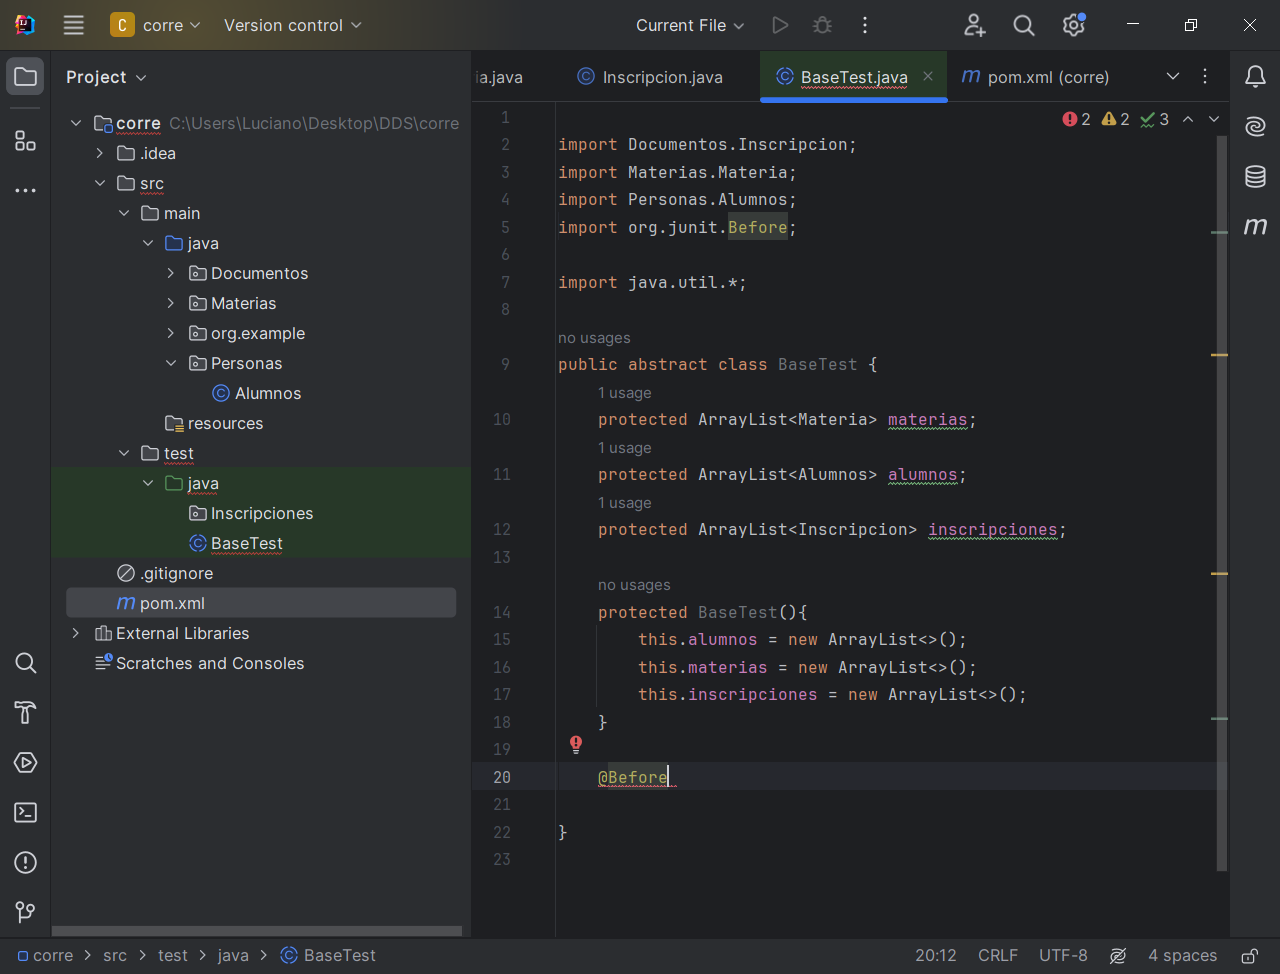 C corre Version control Current File
Project
ia.java Inscripcion.java BaseTest.java m pom.xml (corre)
corre C:\Users\Luciano\Desktop\DDS\corre
.idea
src
main
java
Documentos
Materias
org.example
Personas
Alumnos
resources
test
java
Inscripciones
BaseTest
.gitignore
m pom.xml
External Libraries
Scratches and Consoles
2 2 3
1
2 import Documentos.Inscripcion;
3 import Materias.Materia;
4 import Personas.Alumnos;
5 import org.junit.Before;
6
7 import java.util.*;
8
no usages
9 public abstract class BaseTest {
1 usage
10 protected ArrayList<Materia> materias;
1 usage
11 protected ArrayList<Alumnos> alumnos;
1 usage
12 protected ArrayList<Inscripcion> inscripciones;
13
no usages
14 protected BaseTest(){
15 this.alumnos = new ArrayList<>();
16 this.materias = new ArrayList<>();
17 this.inscripciones = new ArrayList<>();
18 }
19
20 @Before
21
22 }
23
m
corre > src > test > java > BaseTest 20:12 CRLF UTF-8 4 spaces